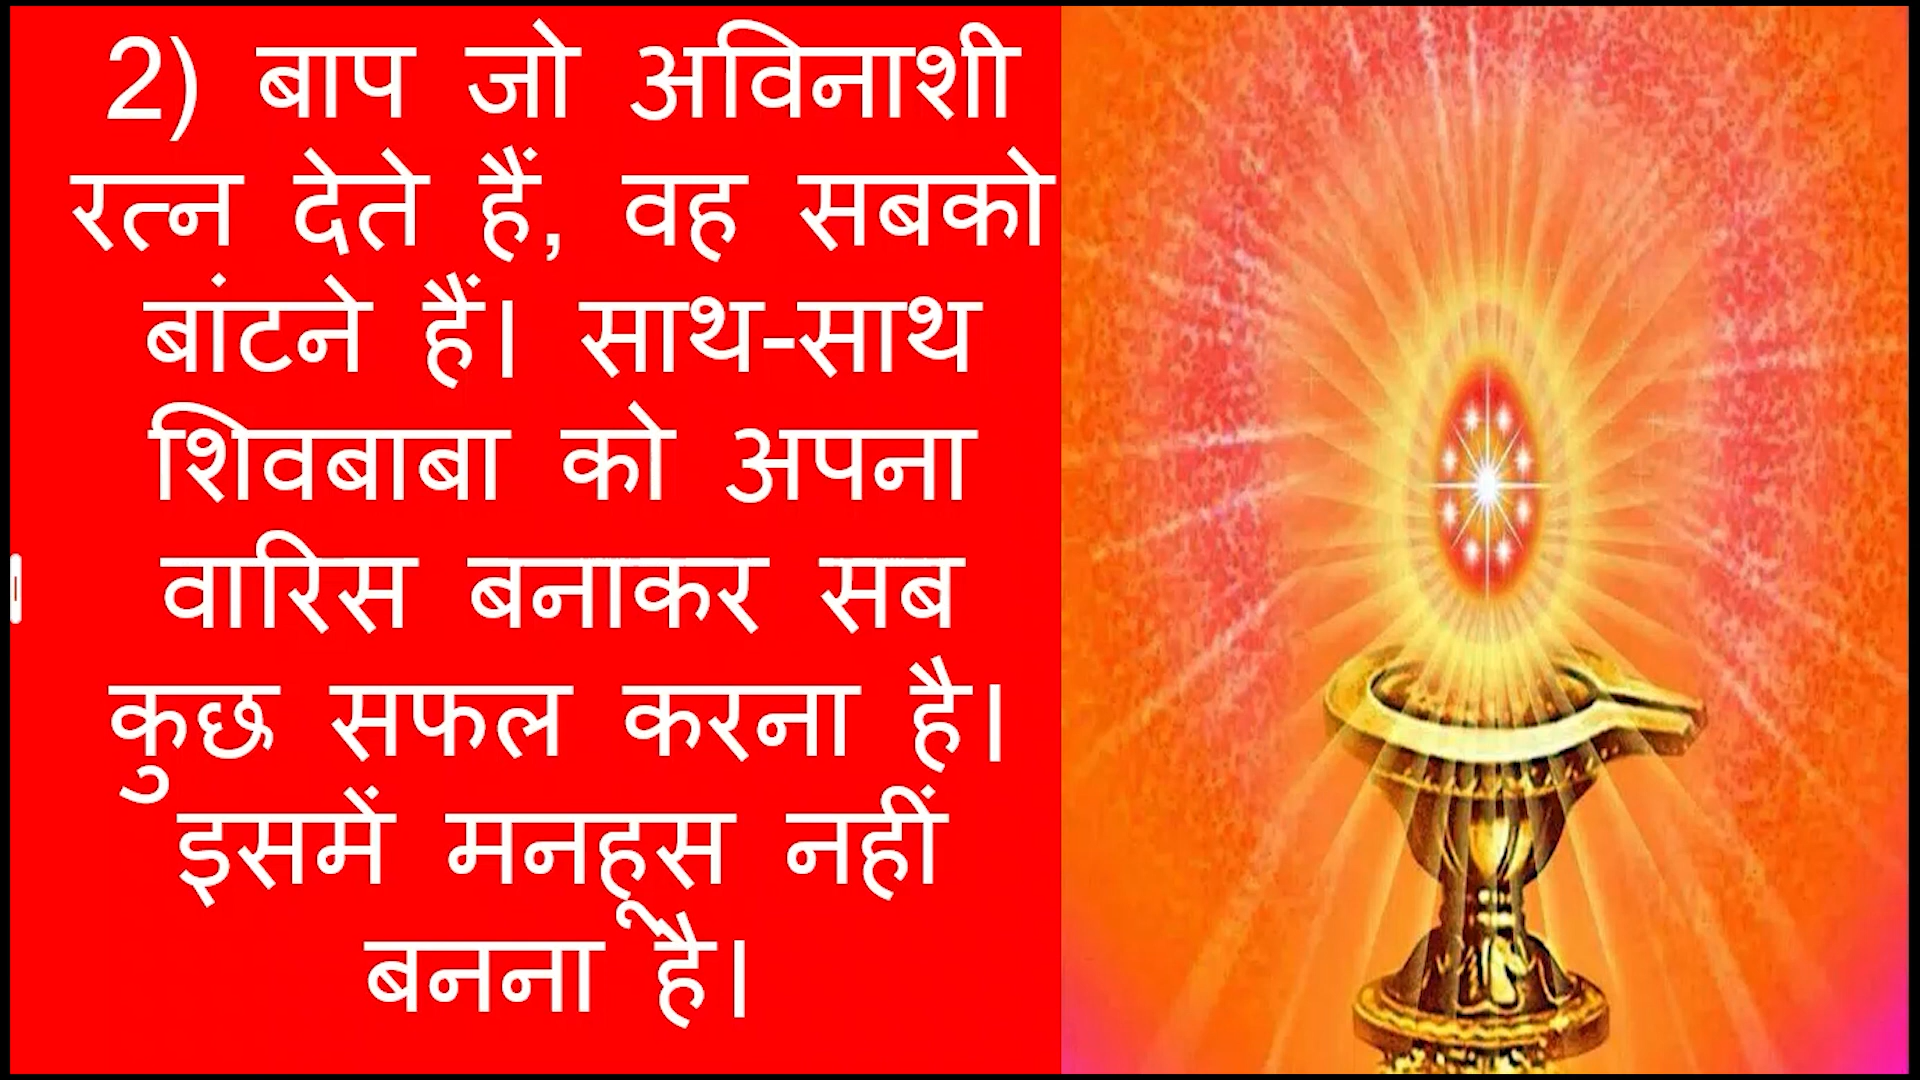 2) बाप जो अविनाशी
रत्न देते हैं, वह सबको
बांटने हैं। साथ-साथ
शिवबाबा को अपना
वारिस बनाकर सब
कुछ सफल करना है।
इसमें मनहूस नहीं
बनना है।